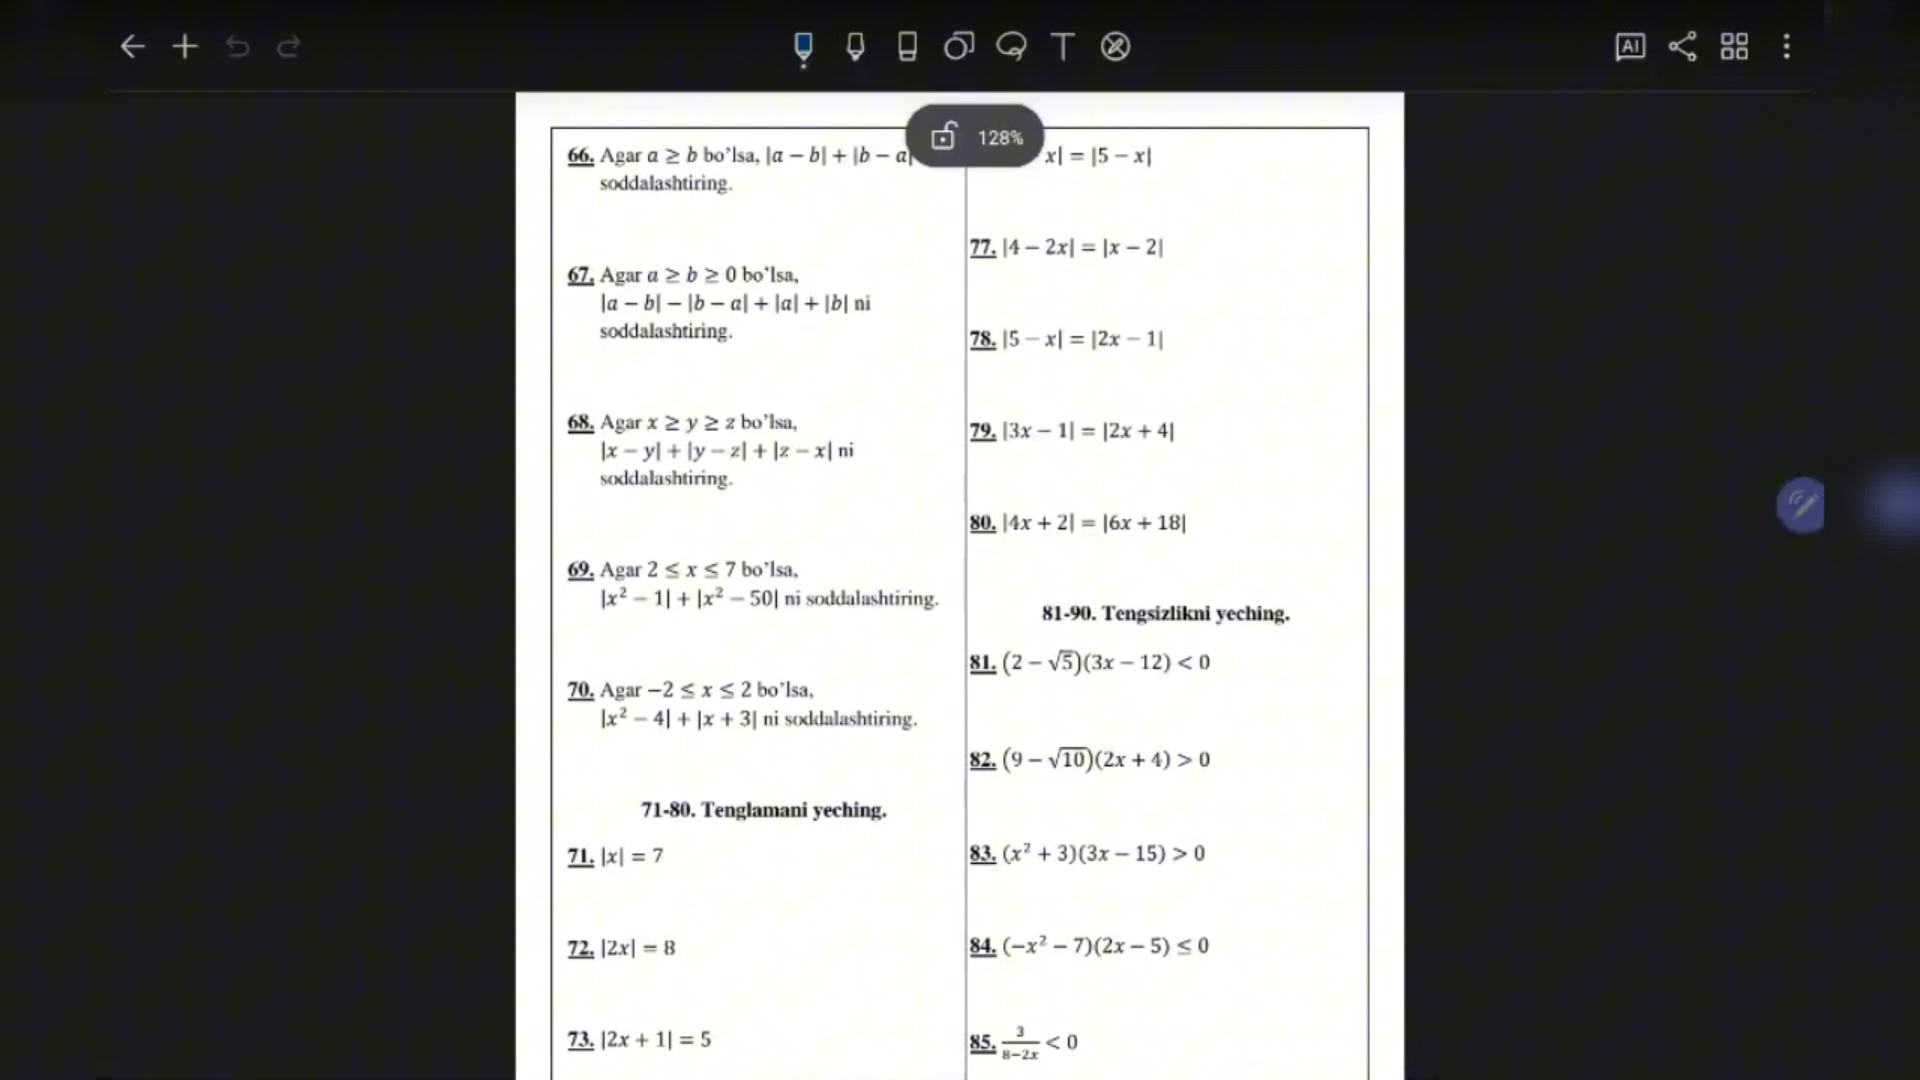 AI
128%
66. Agar a ≥ b bo'lsa, |a − b| + |b − a|
soddalashtiring.
67. Agar a ≥ b ≥ 0 bo'lsa,
|a − b| − |b − a| + |a| + |b| ni
soddalashtiring.
68. Agar x ≥ y ≥ z bo'lsa,
|x − y| + |y − z| + |z − x| ni
soddalashtiring.
69. Agar 2 ≤ x ≤ 7 bo'lsa,
|x² − 1| + |x² − 50| ni soddalashtiring.
70. Agar −2 ≤ x ≤ 2 bo'lsa,
|x² − 4| + |x + 3| ni soddalashtiring.
71-80. Tenglamani yeching.
71. |x| = 7
72. |2x| = 8
73. |2x + 1| = 5
x| = |5 − x|
77. |4 − 2x| = |x − 2|
78. |5 − x| = |2x − 1|
79. |3x − 1| = |2x + 4|
80. |4x + 2| = |6x + 18|
81-90. Tengsizlikni yeching.
81. (2 − √5)(3x − 12) < 0
82. (9 − √10)(2x + 4) > 0
83. (x² + 3)(3x − 15) > 0
84. (−x² − 7)(2x − 5) ≤ 0
85. 3/(8−2x) < 0